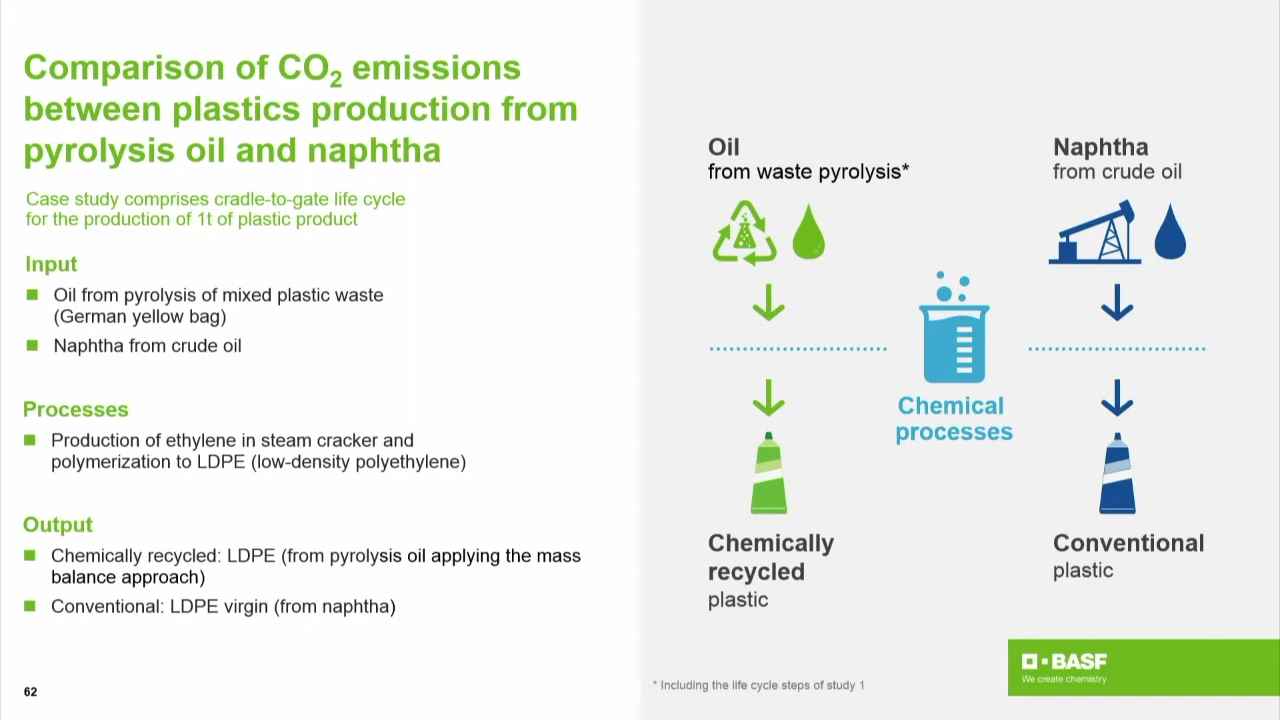 Comparison of CO₂ emissions
between plastics production from
pyrolysis oil and naphtha
Case study comprises cradle-to-gate life cycle
for the production of 1t of plastic product
Input
Oil from pyrolysis of mixed plastic waste
(German yellow bag)
Naphtha from crude oil
Processes
Production of ethylene in steam cracker and
polymerization to LDPE (low-density polyethylene)
Output
Chemically recycled: LDPE (from pyrolysis oil applying the mass
balance approach)
Conventional: LDPE virgin (from naphtha)
62
Oil
from waste pyrolysis*
Naphtha
from crude oil
Chemical
processes
Chemically
recycled
plastic
Conventional
plastic
* Including the life cycle steps of study 1
BASF
We create chemistry